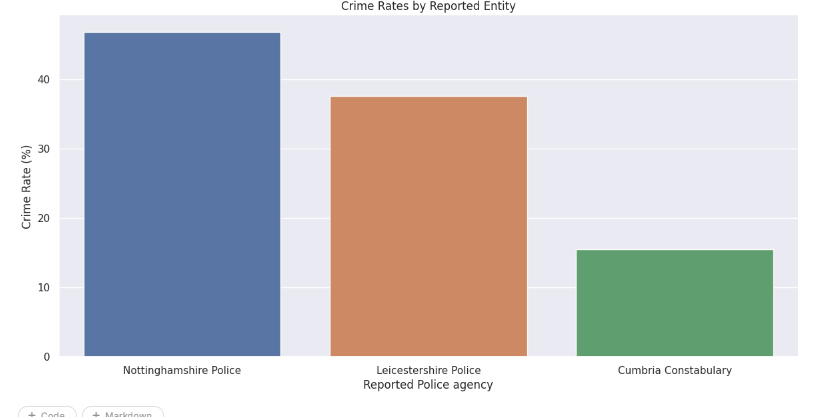 Crime Rates by Reported Entity
Crime Rate (%)
40
30
20
10
0
Nottinghamshire Police Leicestershire Police Cumbria Constabulary
Reported Police agency
+ Code + Markdown